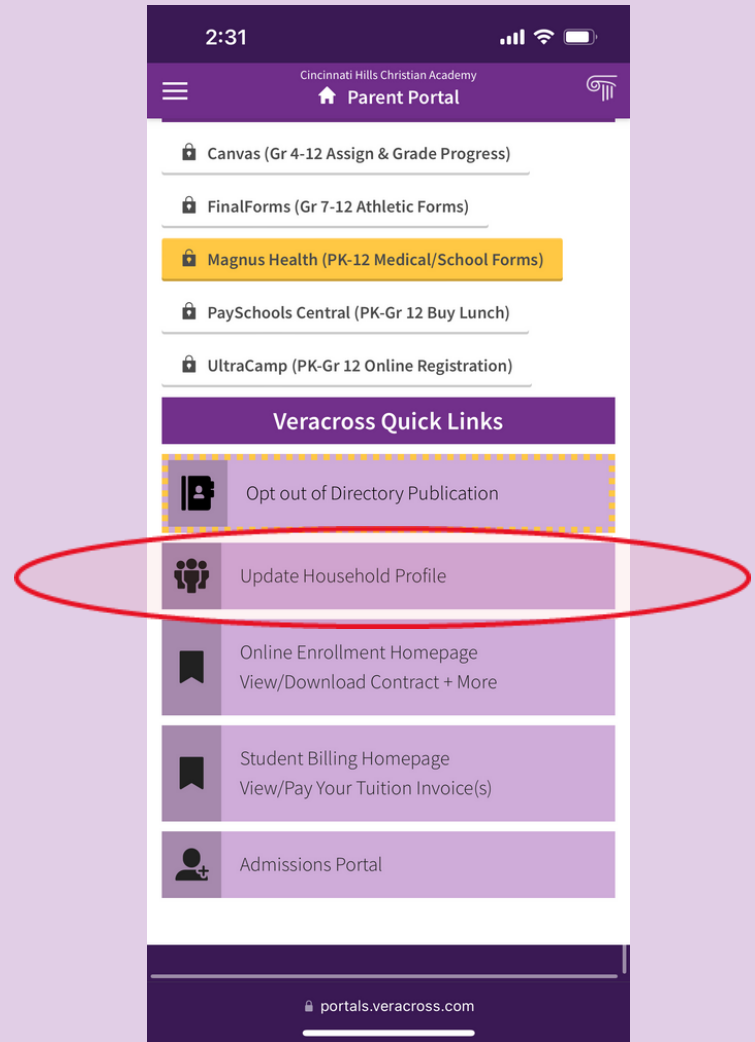 2:31
Cincinnati Hills Christian Academy
Parent Portal
Canvas (Gr 4-12 Assign & Grade Progress)
FinalForms (Gr 7-12 Athletic Forms)
Magnus Health (PK-12 Medical/School Forms)
PaySchools Central (PK-Gr 12 Buy Lunch)
UltraCamp (PK-Gr 12 Online Registration)
Veracross Quick Links
Opt out of Directory Publication
Update Household Profile
Online Enrollment Homepage
View/Download Contract + More
Student Billing Homepage
View/Pay Your Tuition Invoice(s)
Admissions Portal
portals.veracross.com